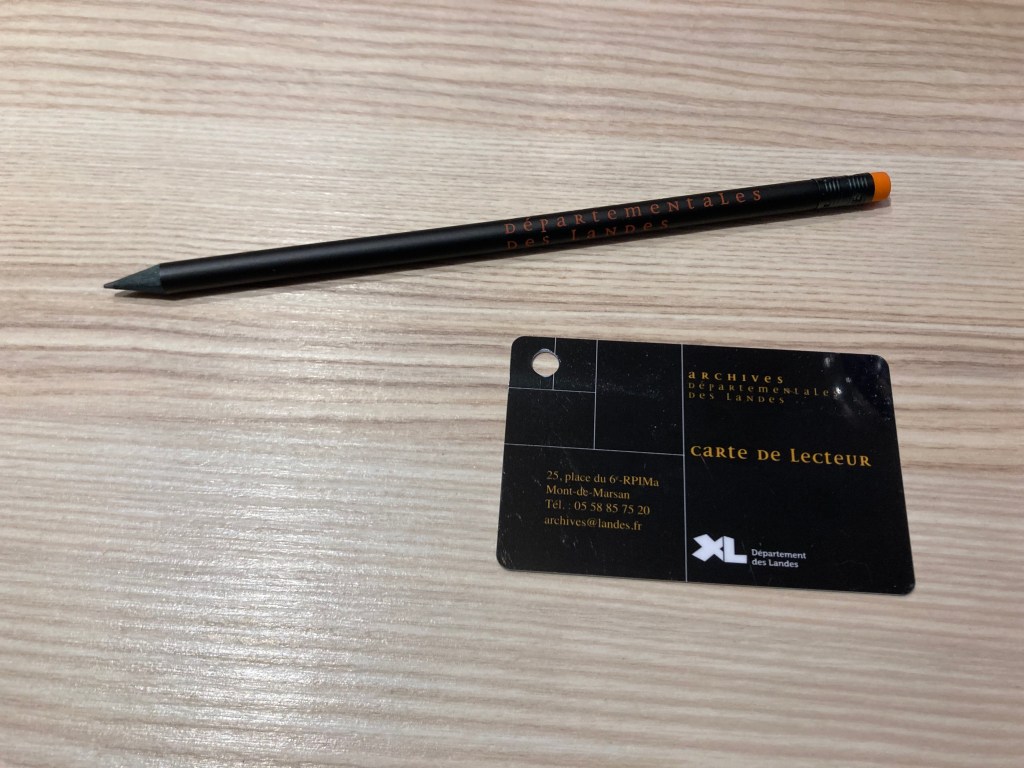 Départementales
des Landes
archives
Départementales
des Landes
carte de lecteur
25, place du 6e-RPIMa
Mont-de-Marsan
Tél. : 05 58 85 75 20
archives@landes.fr
XL
Département
des Landes